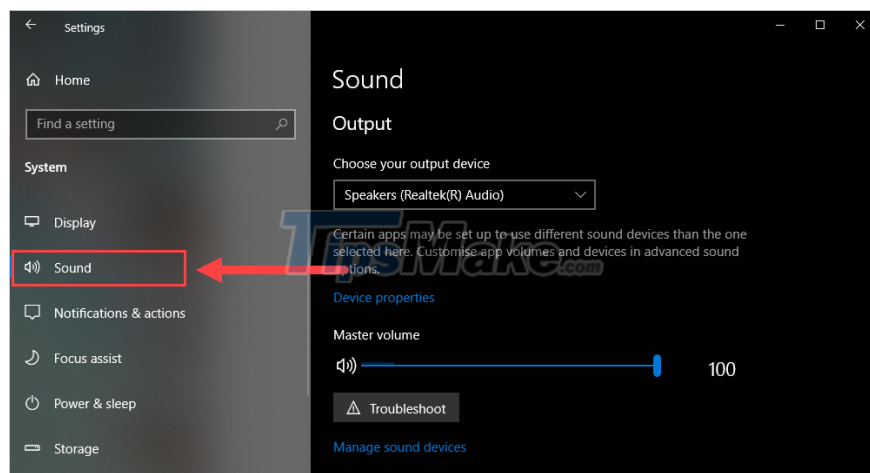 Settings
Home
Find a setting
System
Display
Sound
Notifications & actions
Focus assist
Power & sleep
Storage
Sound
Output
Choose your output device
Speakers (Realtek(R) Audio)
Certain apps may be set up to use different sound devices than the one
selected here. Customise app volumes and devices in advanced sound
options.
Device properties
Master volume
100
Troubleshoot
Manage sound devices
TipsMake.com